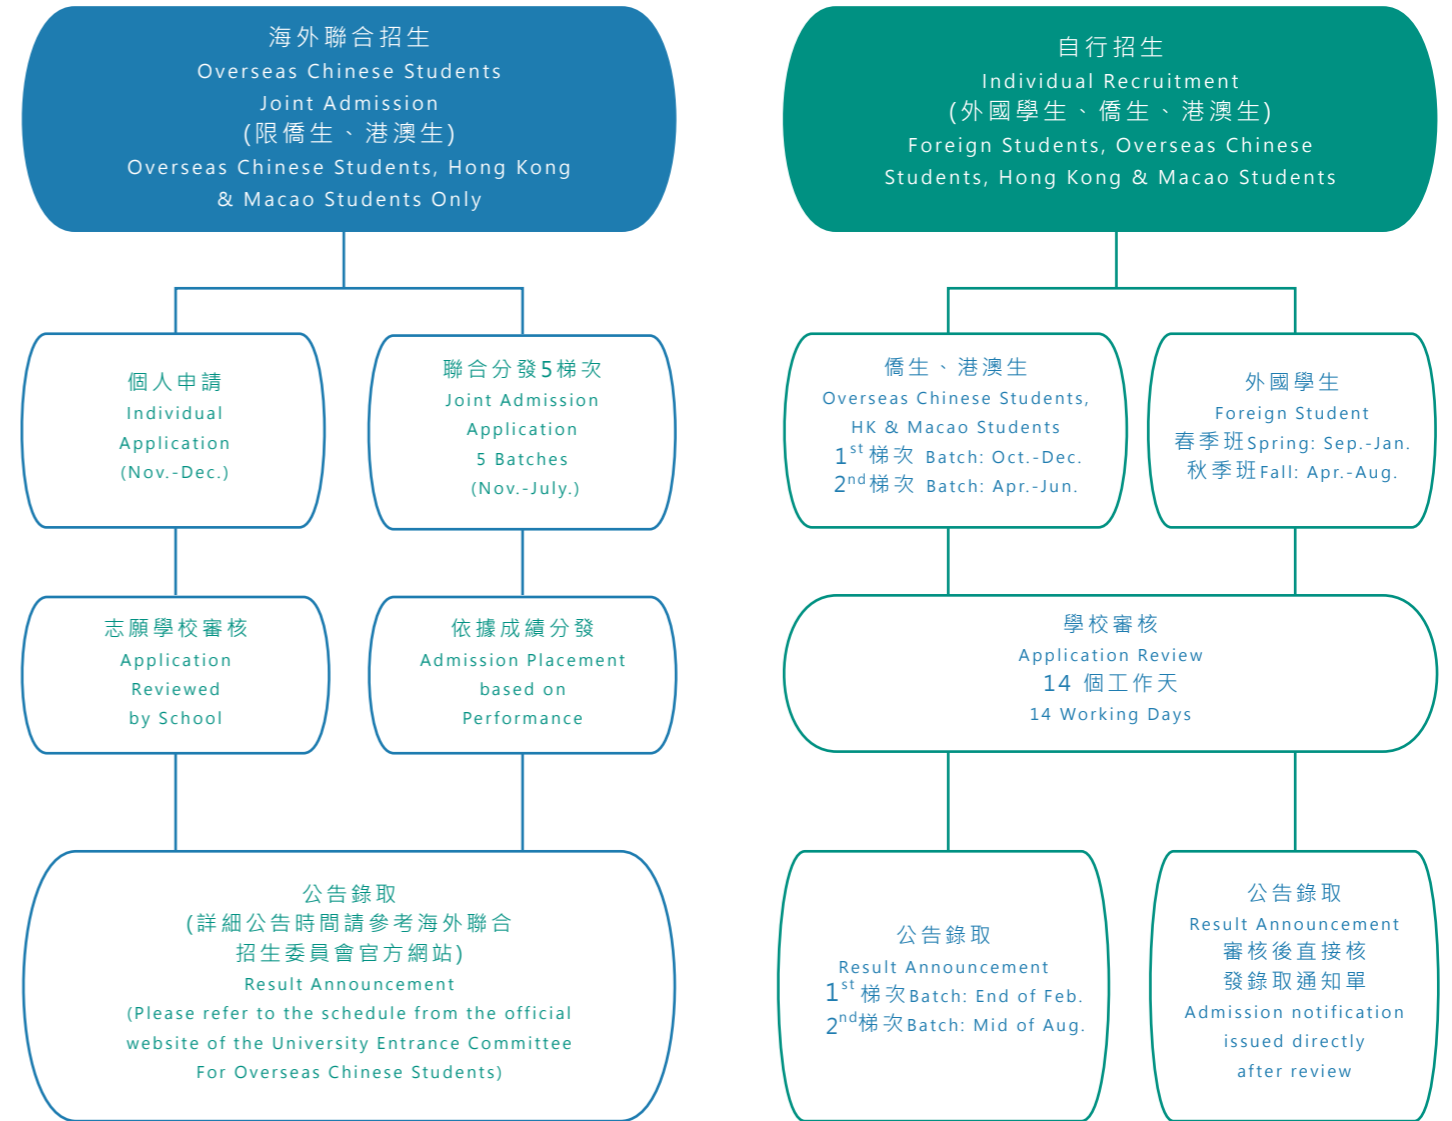 海外聯合招生
Overseas Chinese Students
Joint Admission
(限僑生、港澳生)
Overseas Chinese Students, Hong Kong
& Macao Students Only
個人申請
Individual
Application
(Nov.-Dec.)
聯合分發5梯次
Joint Admission
Application
5 Batches
(Nov.-July.)
志願學校審核
Application
Reviewed
by School
依據成績分發
Admission Placement
based on
Performance
公告錄取
(詳細公告時間請參考海外聯合
招生委員會官方網站)
Result Announcement
(Please refer to the schedule from the official
website of the University Entrance Committee
For Overseas Chinese Students)
自行招生
Individual Recruitment
(外國學生、僑生、港澳生)
Foreign Students, Overseas Chinese
Students, Hong Kong & Macao Students
僑生、港澳生
Overseas Chinese Students,
HK & Macao Students
1st 梯次 Batch: Oct.-Dec.
2nd梯次 Batch: Apr.-Jun.
外國學生
Foreign Student
春季班Spring: Sep.-Jan.
秋季班Fall: Apr.-Aug.
學校審核
Application Review
14 個工作天
14 Working Days
公告錄取
Result Announcement
1st 梯次Batch: End of Feb.
2nd梯次Batch: Mid of Aug.
公告錄取
Result Announcement
審核後直接核
發錄取通知單
Admission notification
issued directly
after review